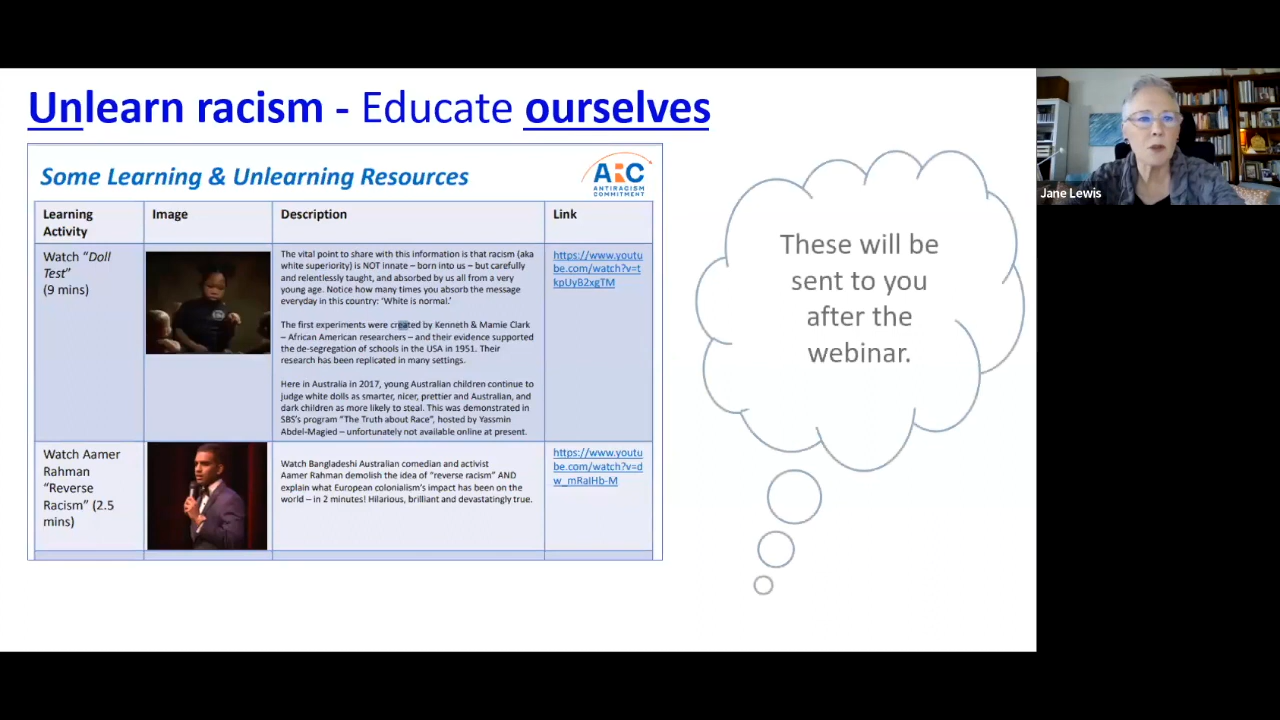 Unlearn racism - Educate ourselves
Some Learning & Unlearning Resources
ARC
ANTIRACISM
COMMITMENT
Learning
Activity
Image
Description
Link
Watch “Doll
Test”
(9 mins)
The vital point to share with this information is that racism (aka
white superiority) is NOT innate – born into us – but carefully
and relentlessly taught, and absorbed by us all from a very
young age. Notice how many times you absorb the message
everyday in this country: ‘White is normal.’
The first experiments were created by Kenneth & Mamie Clark
– African American researchers – and their evidence supported
the de-segregation of schools in the USA in 1951. Their
research has been replicated in many settings.
Here in Australia in 2017, young Australian children continue to
judge white dolls as smarter, nicer, prettier and Australian, and
dark children as more likely to steal. This was demonstrated in
SBS’s program “The Truth about Race”, hosted by Yassmin
Abdel-Magied – unfortunately not available online at present.
https://www.youtu
be.com/watch?v=t
kpUyB2xgTM
Watch Aamer
Rahman
“Reverse
Racism” (2.5
mins)
Watch Bangladeshi Australian comedian and activist
Aamer Rahman demolish the idea of “reverse racism” AND
explain what European colonialism’s impact has been on the
world – in 2 minutes! Hilarious, brilliant and devastatingly true.
https://www.youtu
be.com/watch?v=d
w_mRaIHb-M
These will be
sent to you
after the
webinar.
Jane Lewis